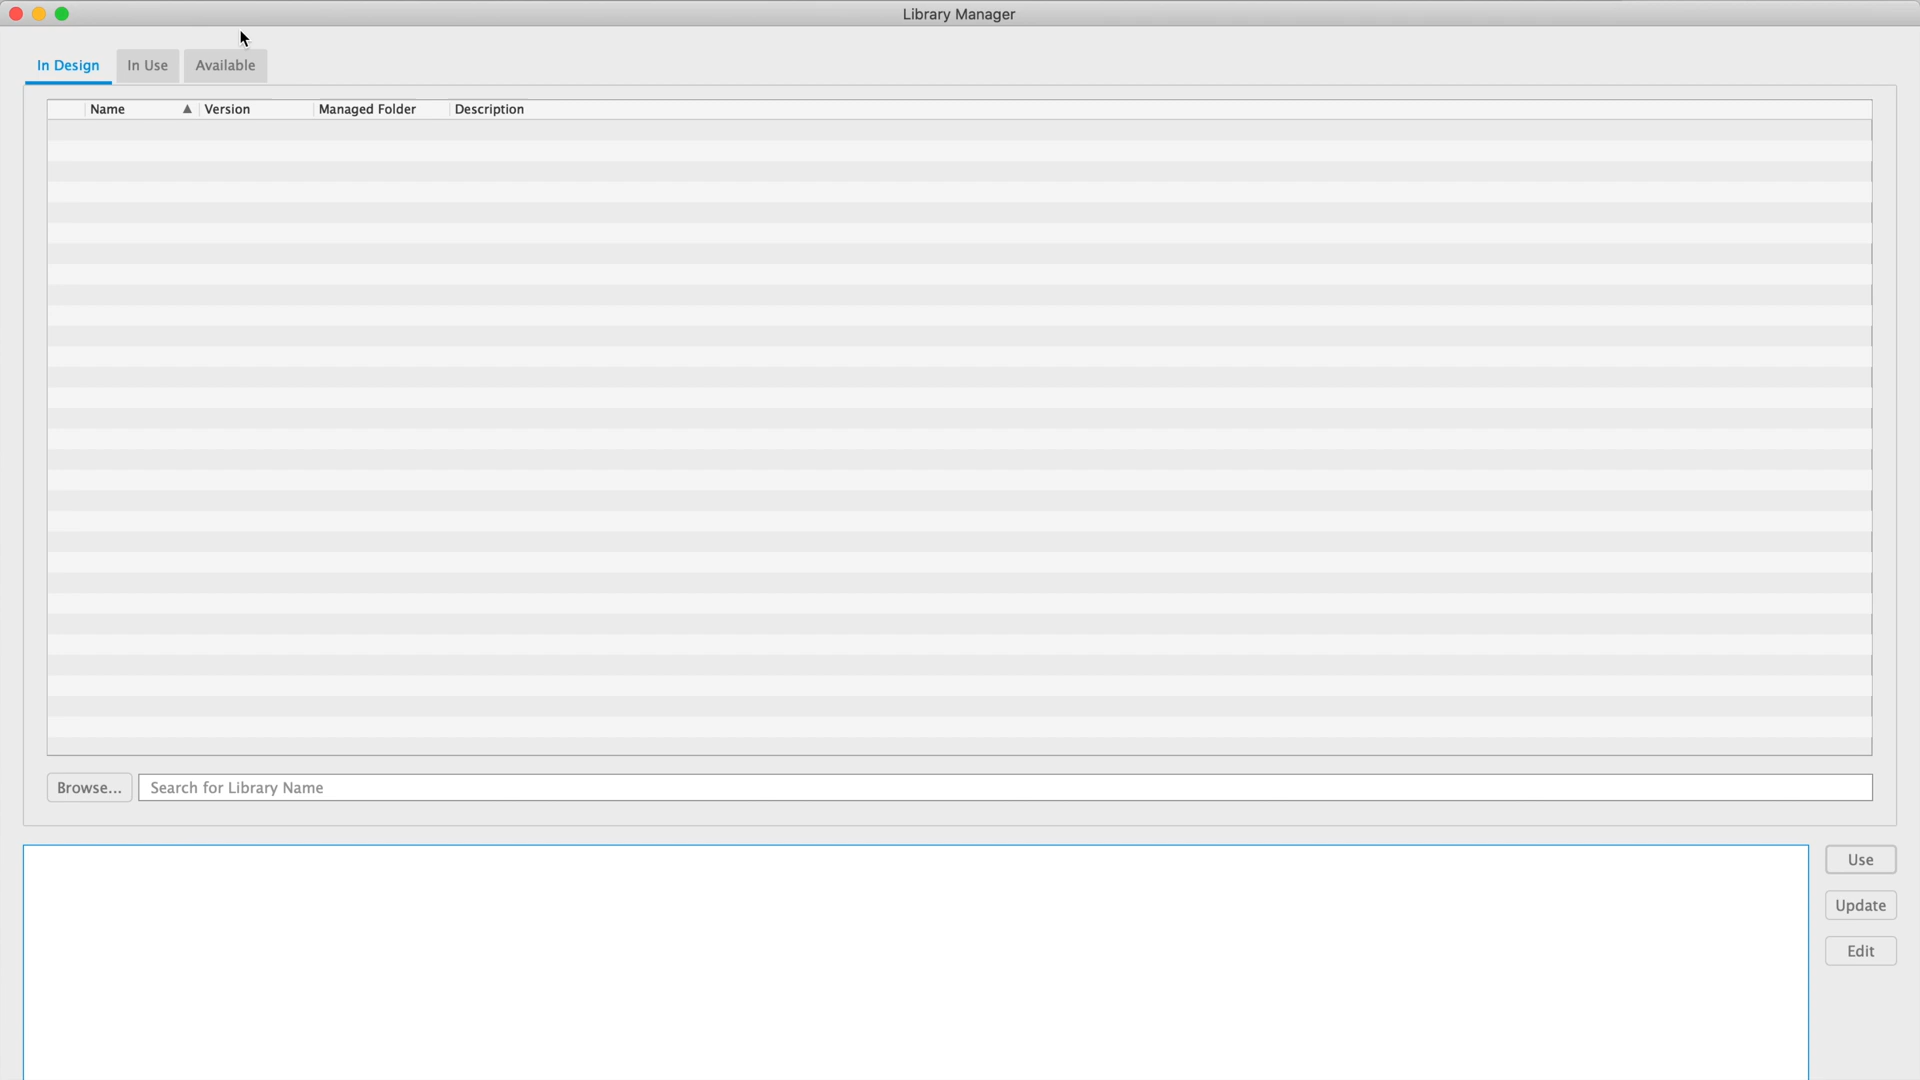 Library Manager
In Design In Use Available
Name ▲ Version Managed Folder Description
Browse... Search for Library Name
Use
Update
Edit